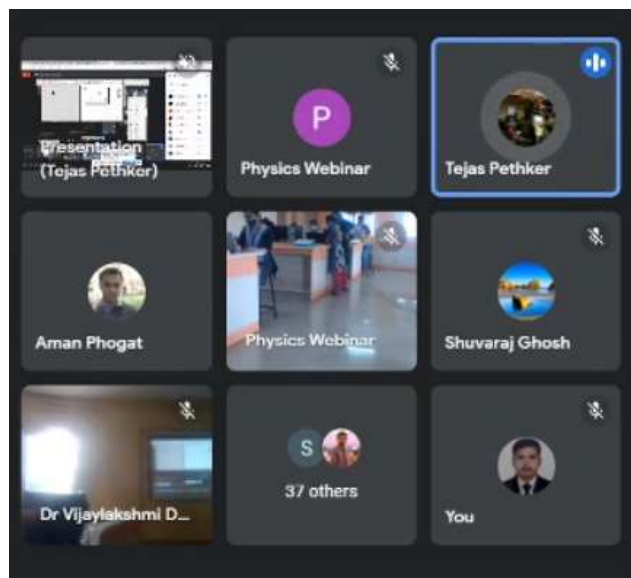 Presentation
(Tejas Pethker)
P
Physics Webinar
Tejas Pethker
Aman Phogat
Physics Webinar
Shuvaraj Ghosh
Dr Vijaylakshmi D...
S
37 others
You